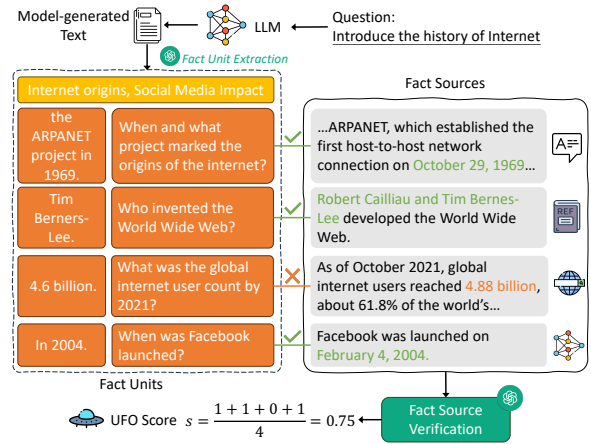 Model-generated
Text
LLM
Question:
Introduce the history of Internet
Fact Unit Extraction
Internet origins, Social Media Impact
Fact Sources
the
ARPANET
project in
1969.
When and what
project marked the
origins of the internet?
…ARPANET, which established the
first host-to-host network
connection on October 29, 1969…
A
Tim
Berners-
Lee.
Who invented the
World Wide Web?
Robert Cailliau and Tim Bernes-
Lee developed the World Wide
Web.
REF
4.6 billion.
What was the global
internet user count by
2021?
As of October 2021, global
internet users reached 4.88 billion,
about 61.8% of the world's…
In 2004.
When was Facebook
launched?
Facebook was launched on
February 4, 2004.
Fact Units
UFO Score s = (1 + 1 + 0 + 1) / 4 = 0.75
Fact Source
Verification